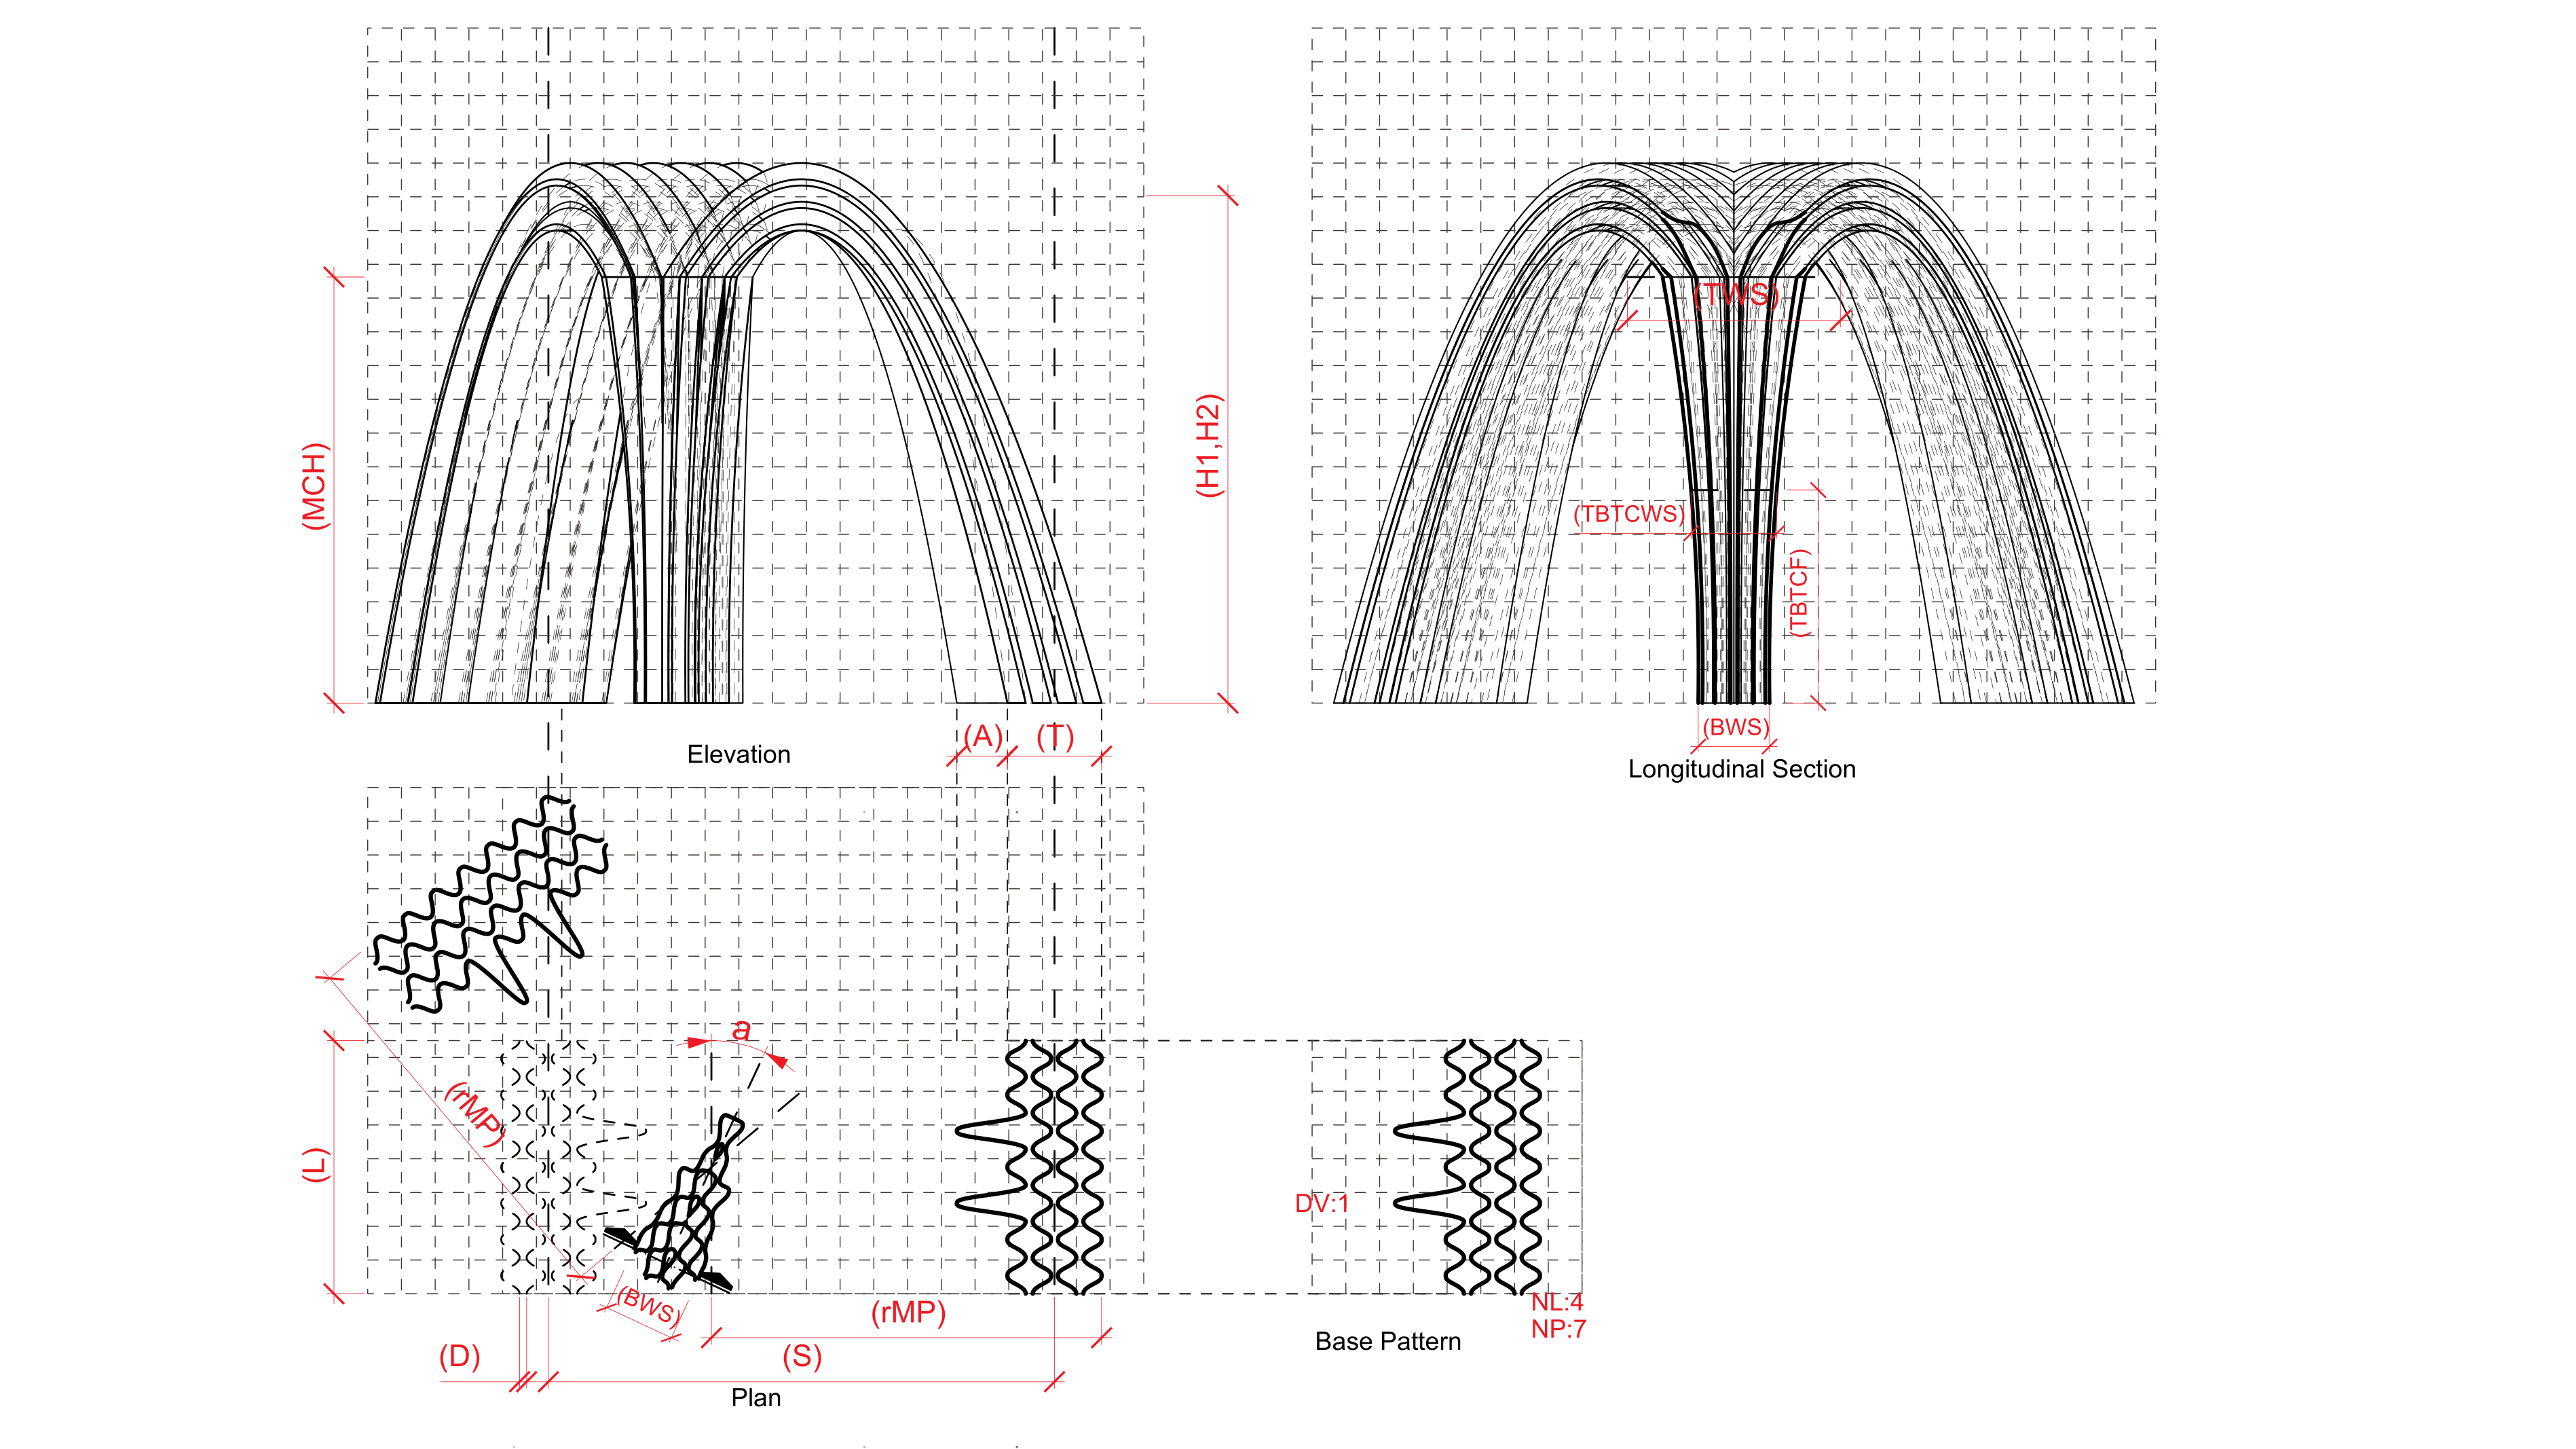 (MCH)
(H1,H2)
(TWS)
(TBTCWS)
(TBTCF)
(BWS)
(A)
(T)
Elevation
Longitudinal Section
a
(rMP)
(L)
(BWS)
(rMP)
(D)
(S)
Plan
DV:1
NL:4
NP:7
Base Pattern